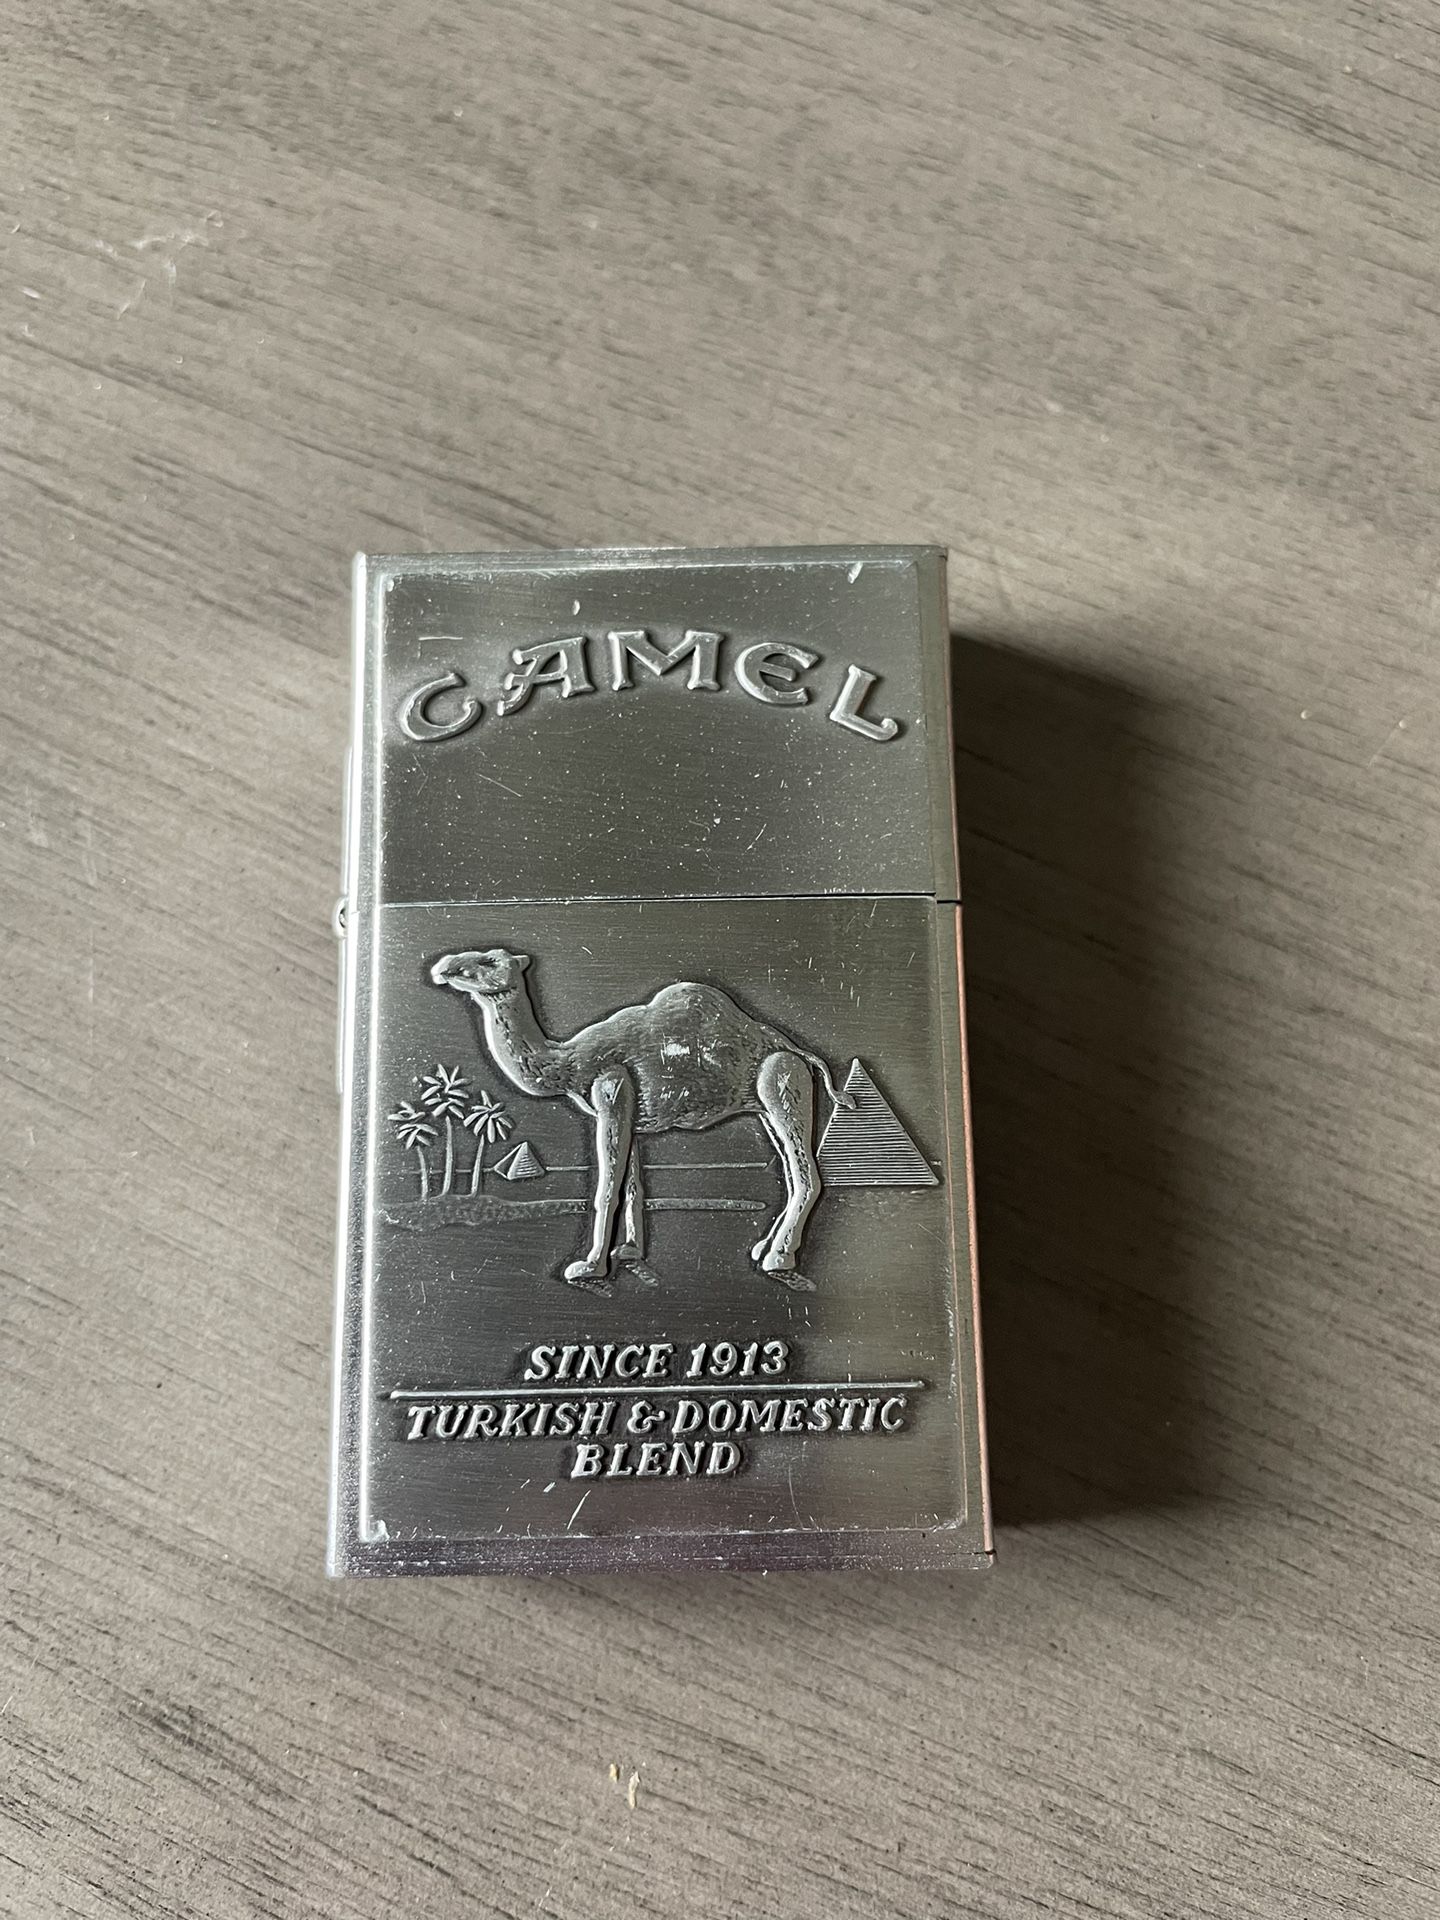 CAMEL
SINCE 1913
TURKISH & DOMESTIC
BLEND